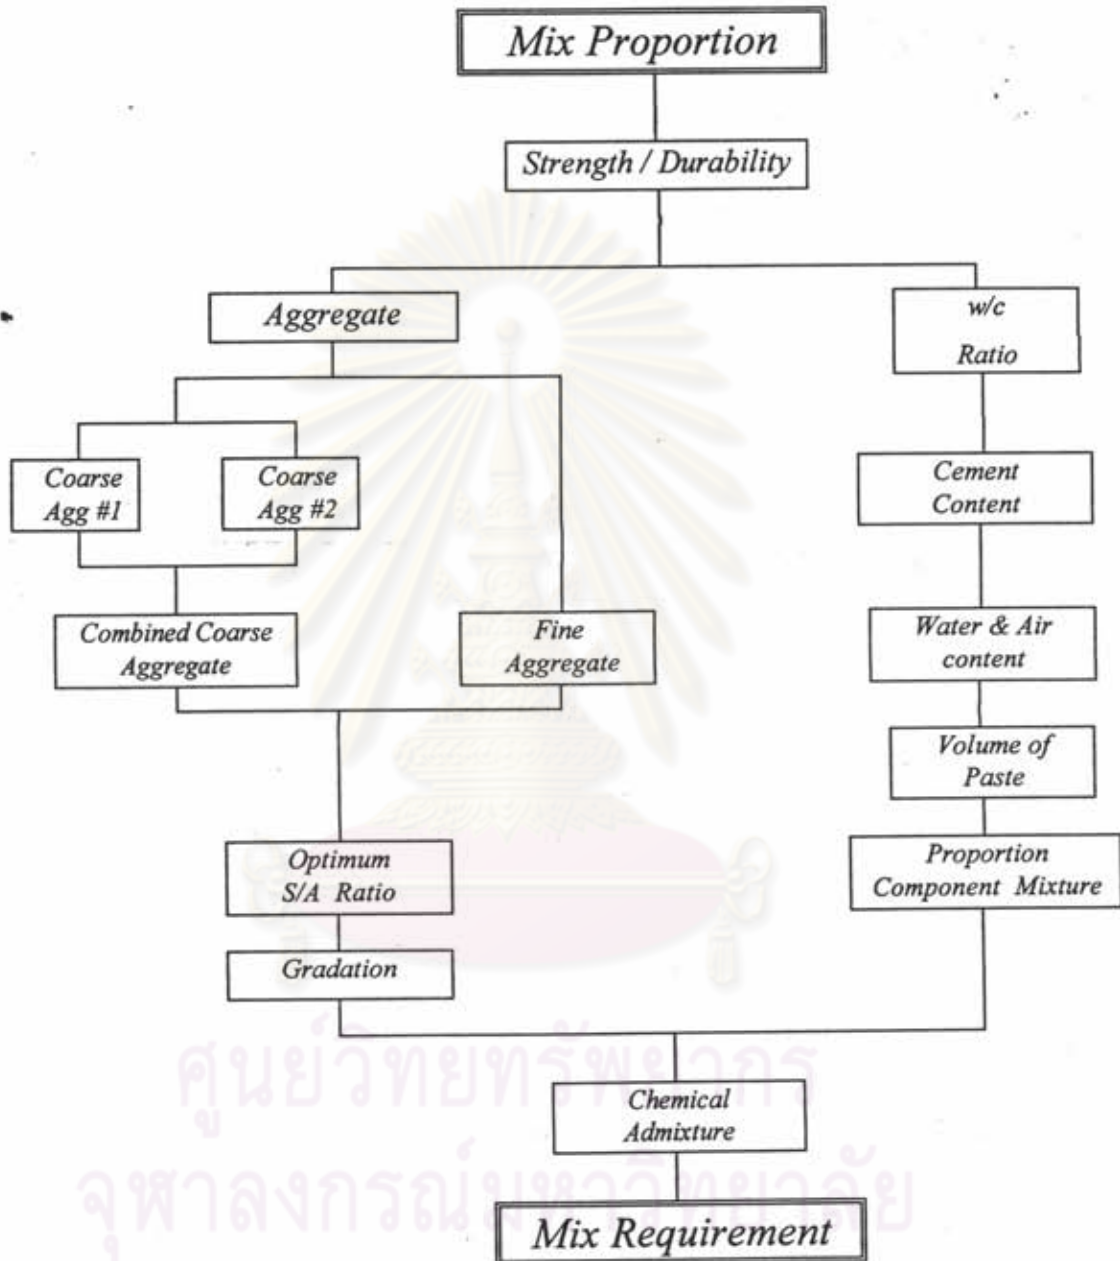 Mix Proportion
Strength / Durability
Aggregate
w/c
Ratio
Coarse
Agg #1
Coarse
Agg #2
Cement
Content
Combined Coarse
Aggregate
Fine
Aggregate
Water & Air
content
Volume of
Paste
Optimum
S/A Ratio
Proportion
Component Mixture
Gradation
Chemical
Admixture
Mix Requirement
ศูนย์วิทยทรัพยากร
จุฬาลงกรณ์มหาวิทยาลัย